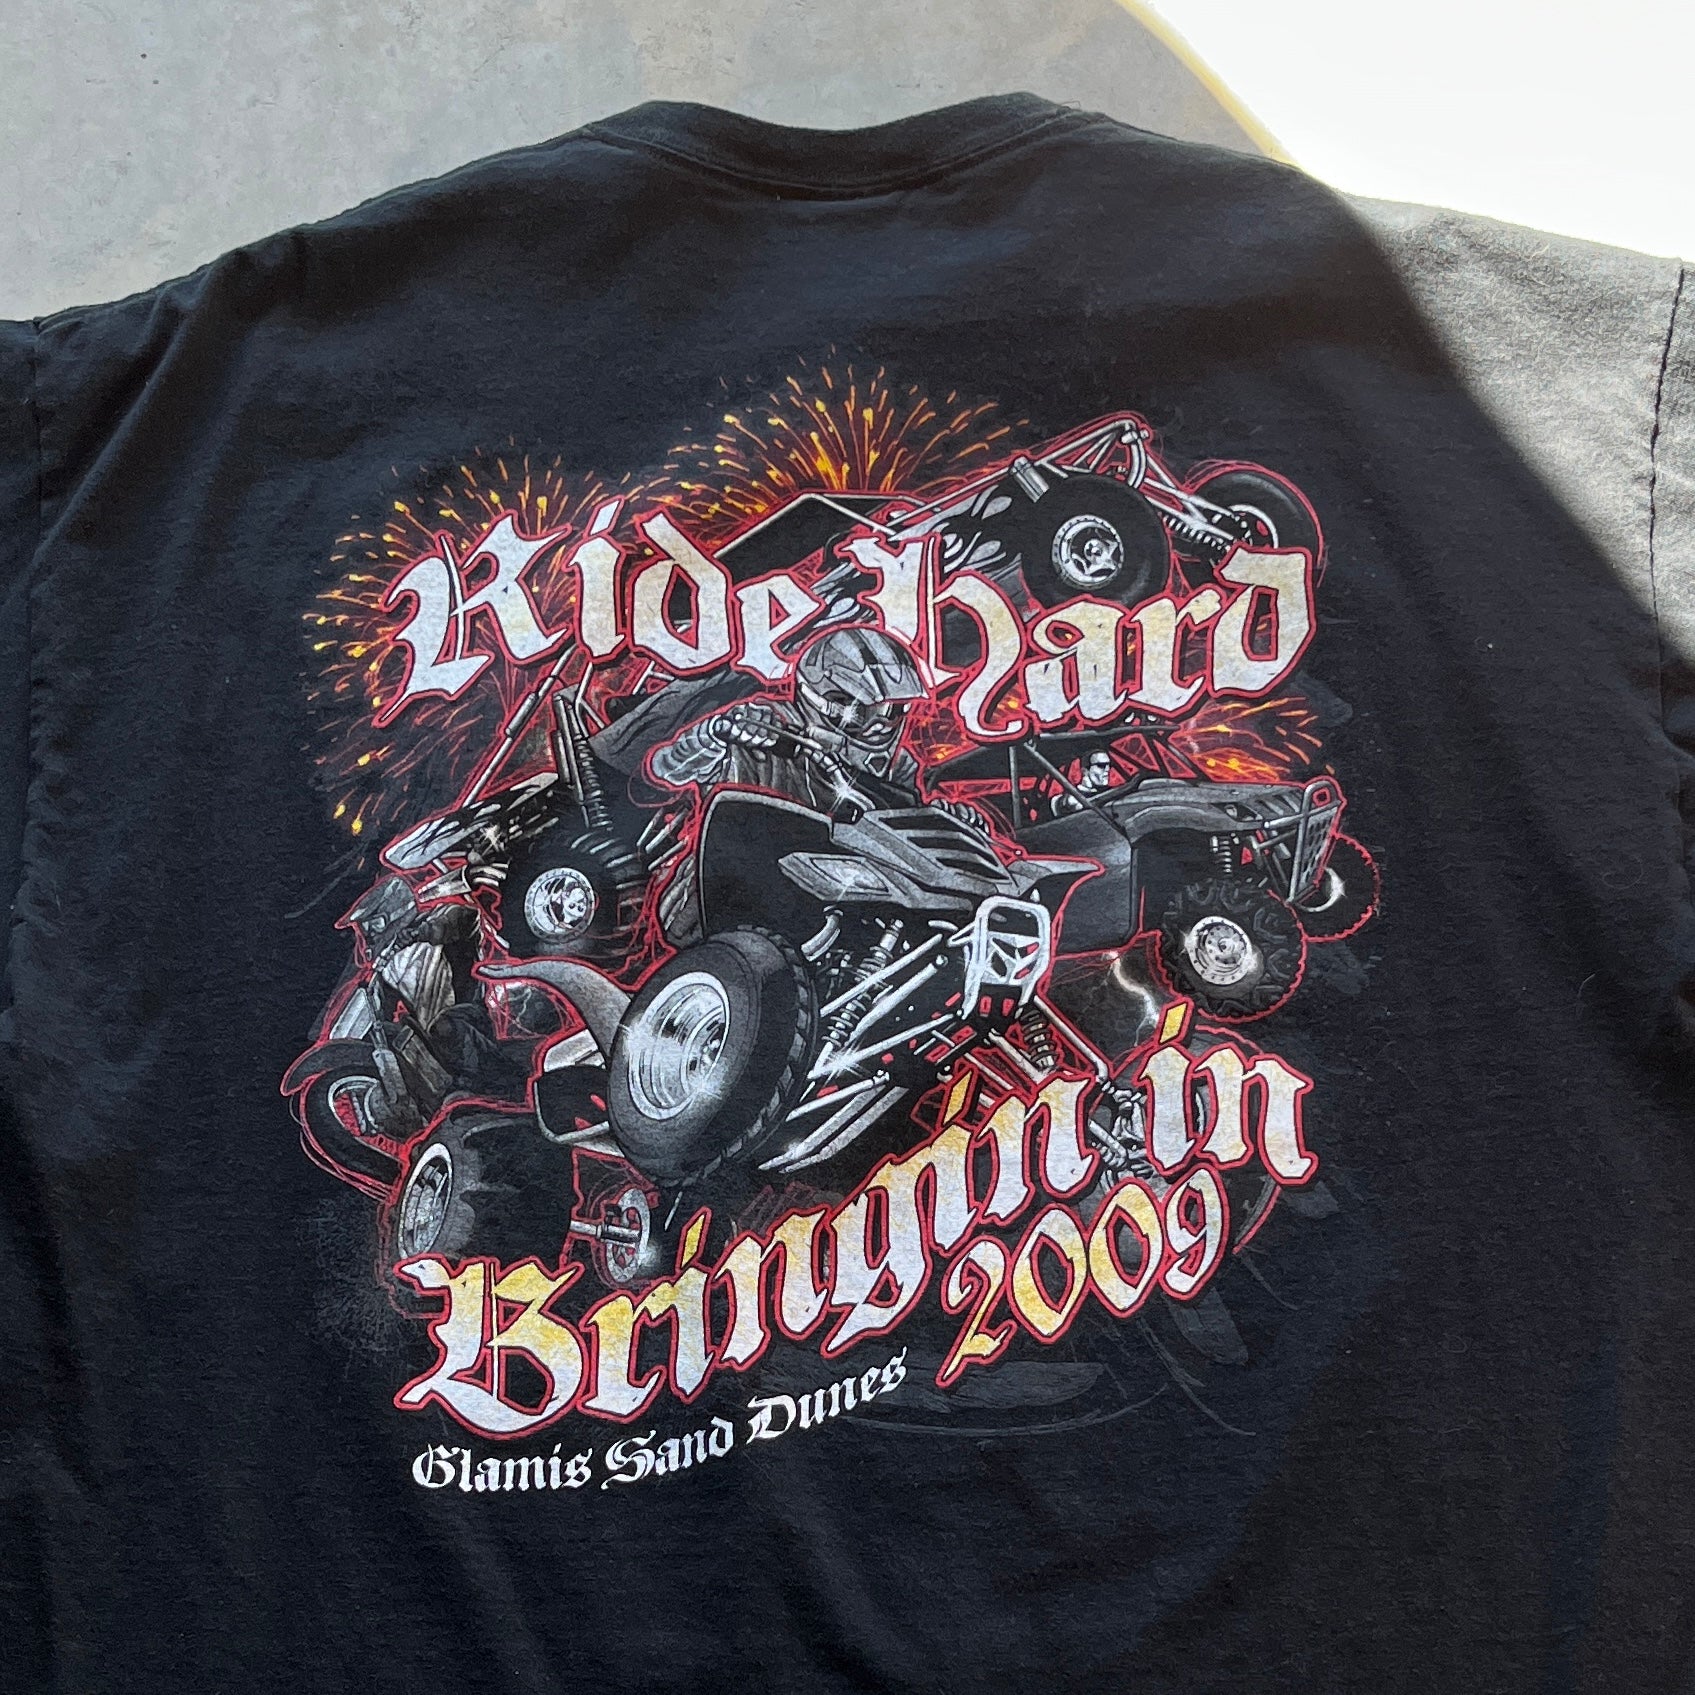 Ride Hard
Bringin' in
2009
Glamis Sand Dunes